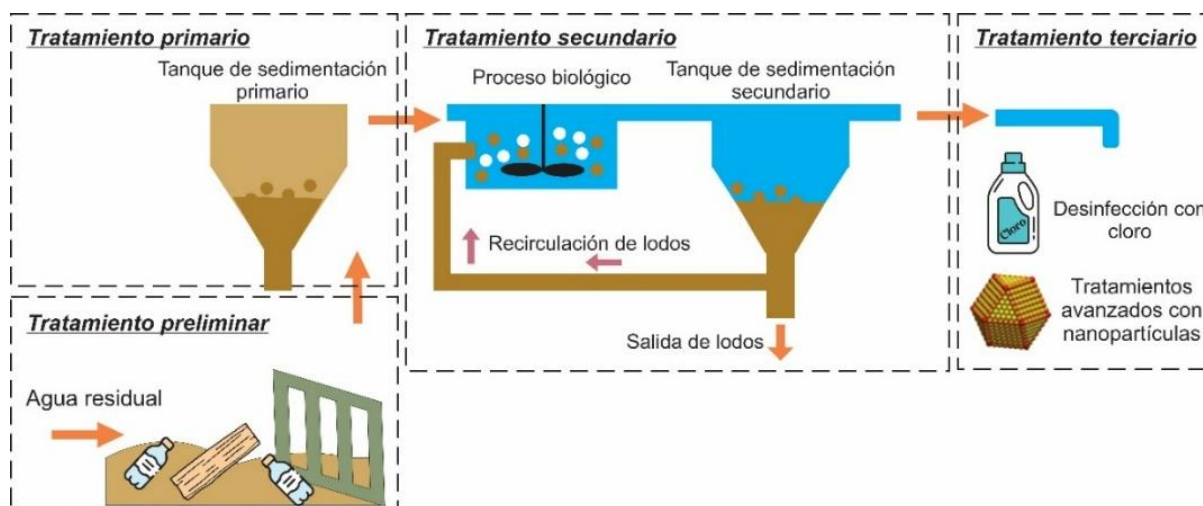 Tratamiento primario
Tanque de sedimentación
primario
Tratamiento preliminar
Agua residual
Tratamiento secundario
Proceso biológico
Tanque de sedimentación
secundario
Recirculación de lodos
Salida de lodos
Tratamiento terciario
Cloro
Desinfección con
cloro
Tratamientos
avanzados con
nanopartículas